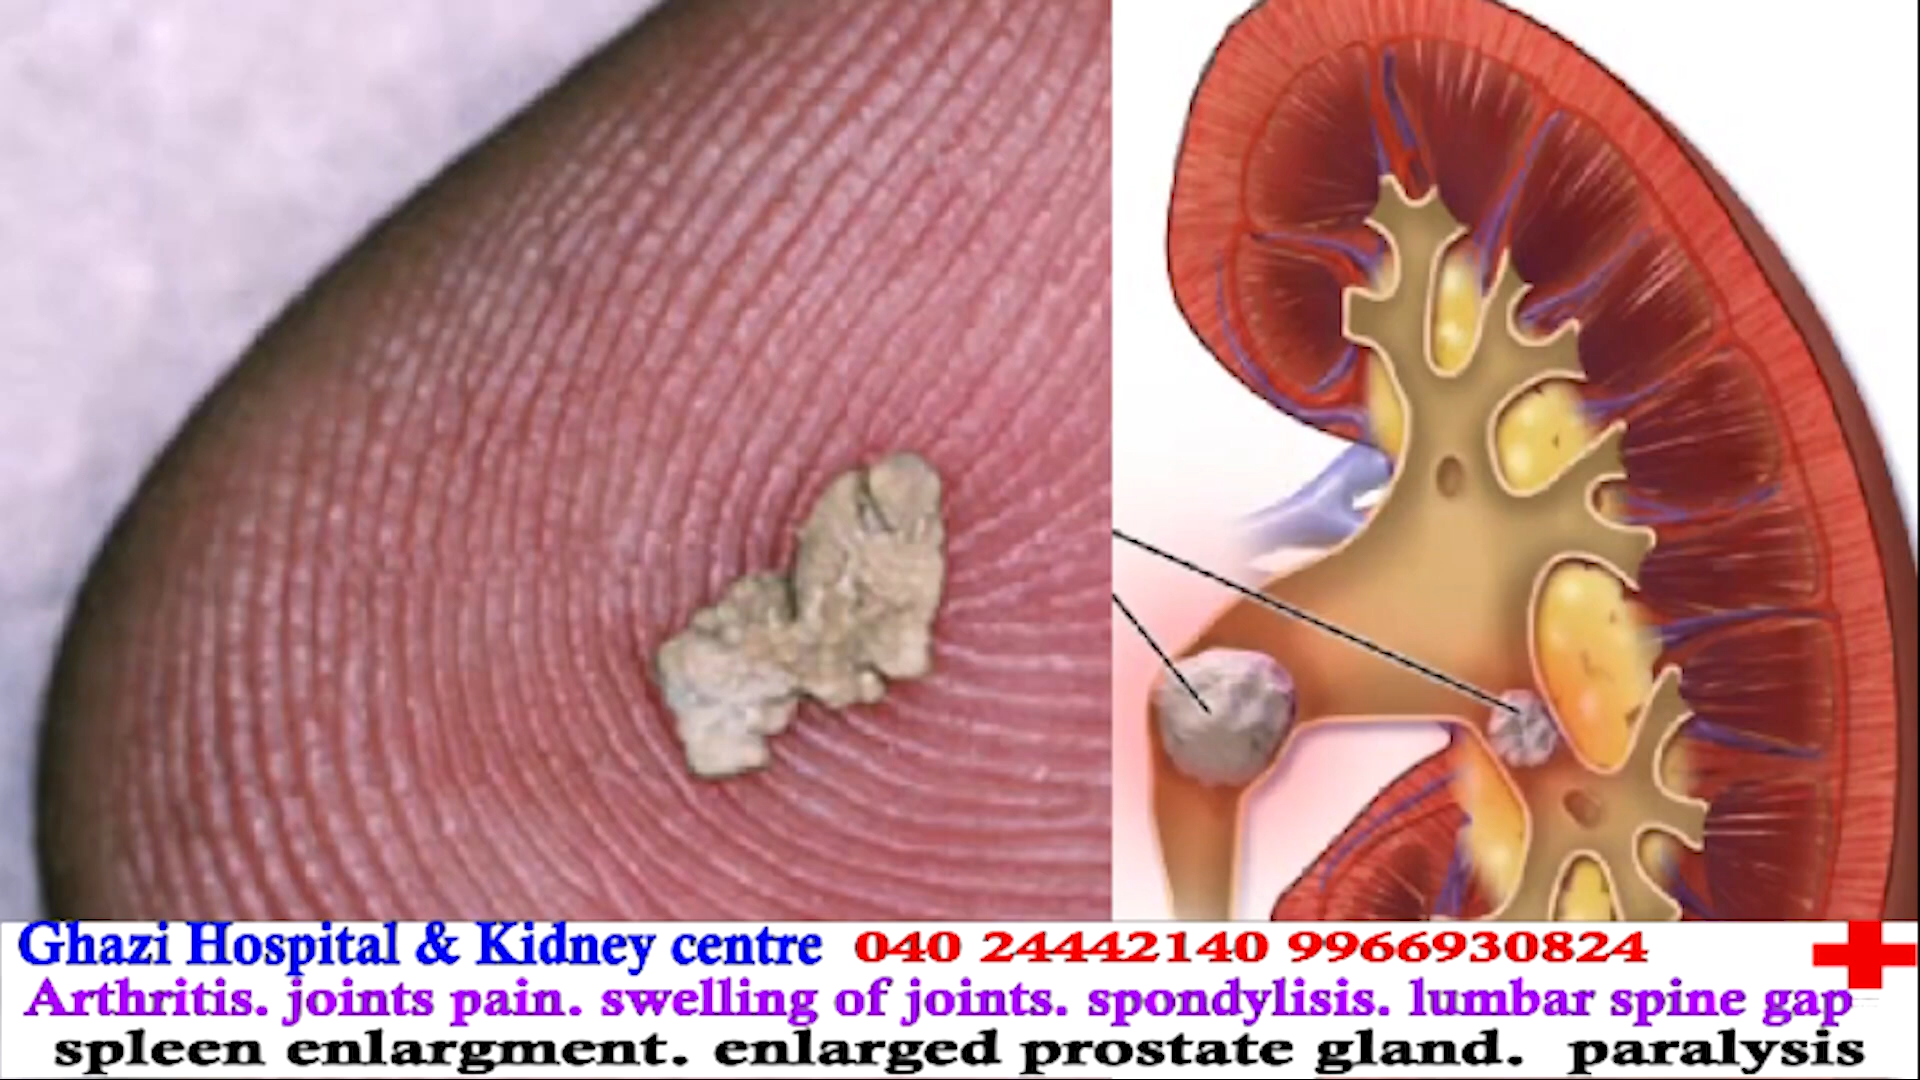 Ghazi Hospital & Kidney centre 040 24442140 9966930824
Arthritis. joints pain. swelling of joints. spondylisis. lumbar spine gap
spleen enlargment. enlarged prostate gland. paralysis